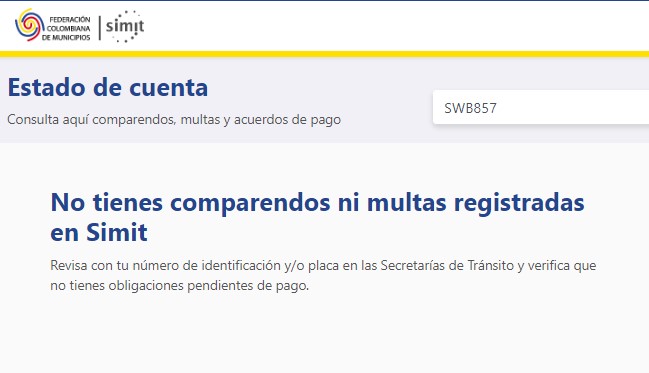 FEDERACIÓN
COLOMBIANA
DE MUNICIPIOS
simit
Estado de cuenta
Consulta aquí comparendos, multas y acuerdos de pago
SWB857
No tienes comparendos ni multas registradas
en Simit
Revisa con tu número de identificación y/o placa en las Secretarías de Tránsito y verifica que
no tienes obligaciones pendientes de pago.